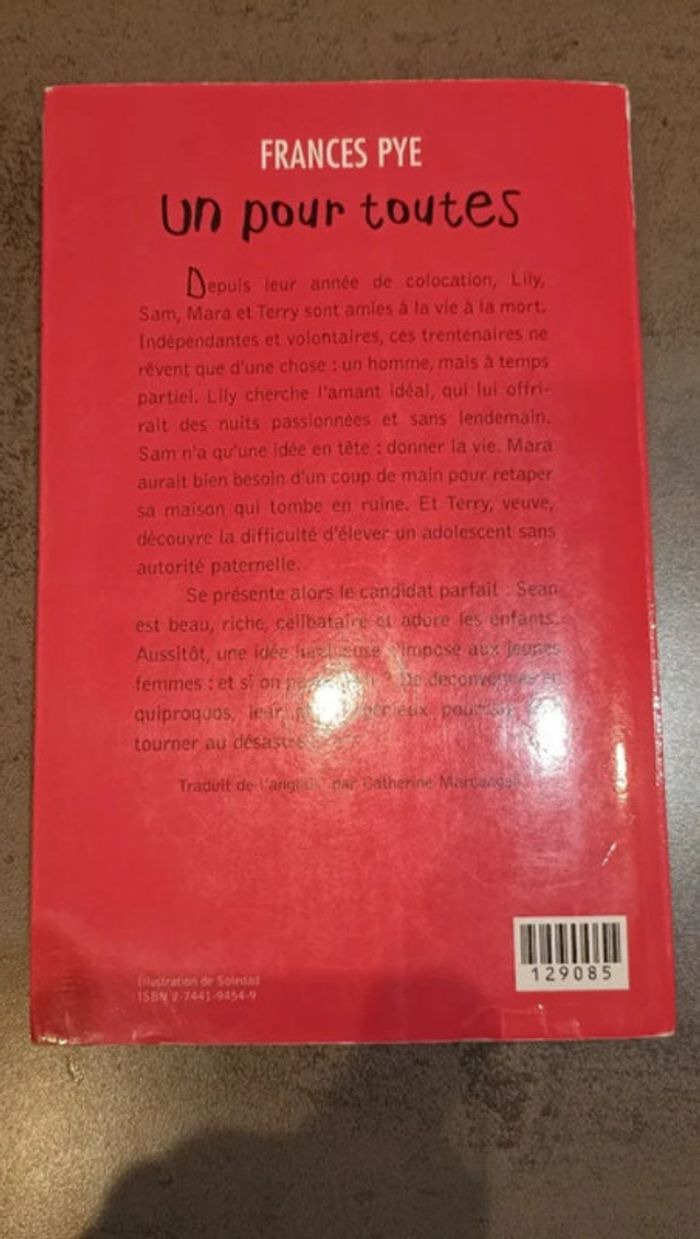 FRANCES PYE
un pour toutes
Depuis leur année de colocation, Lily,
Sam, Mara et Terry sont amies à la vie à la mort.
Indépendantes et volontaires, ces trentenaires ne
rêvent que d'une chose : un homme, mais à temps
partiel. Lily cherche l'amant idéal, qui lui offri-
rait des nuits passionnées et sans lendemain.
Sam n'a qu'une idée en tête : donner la vie. Mara
aurait bien besoin d'un coup de main pour retaper
sa maison qui tombe en ruine. Et Terry, veuve,
découvre la difficulté d'élever un adolescent sans
autorité paternelle.
Se présente alors le candidat parfait : Sean
est beau, riche, célibataire et adore les enfants.
Aussitôt, une idée s'impose aux jeunes
femmes : et si on De déconvenues en
quiproquos, leur
tourner au désastre
Traduit de l'anglais par Catherine
129085
Illustration de Soledad
ISBN 2-7441-9454-9